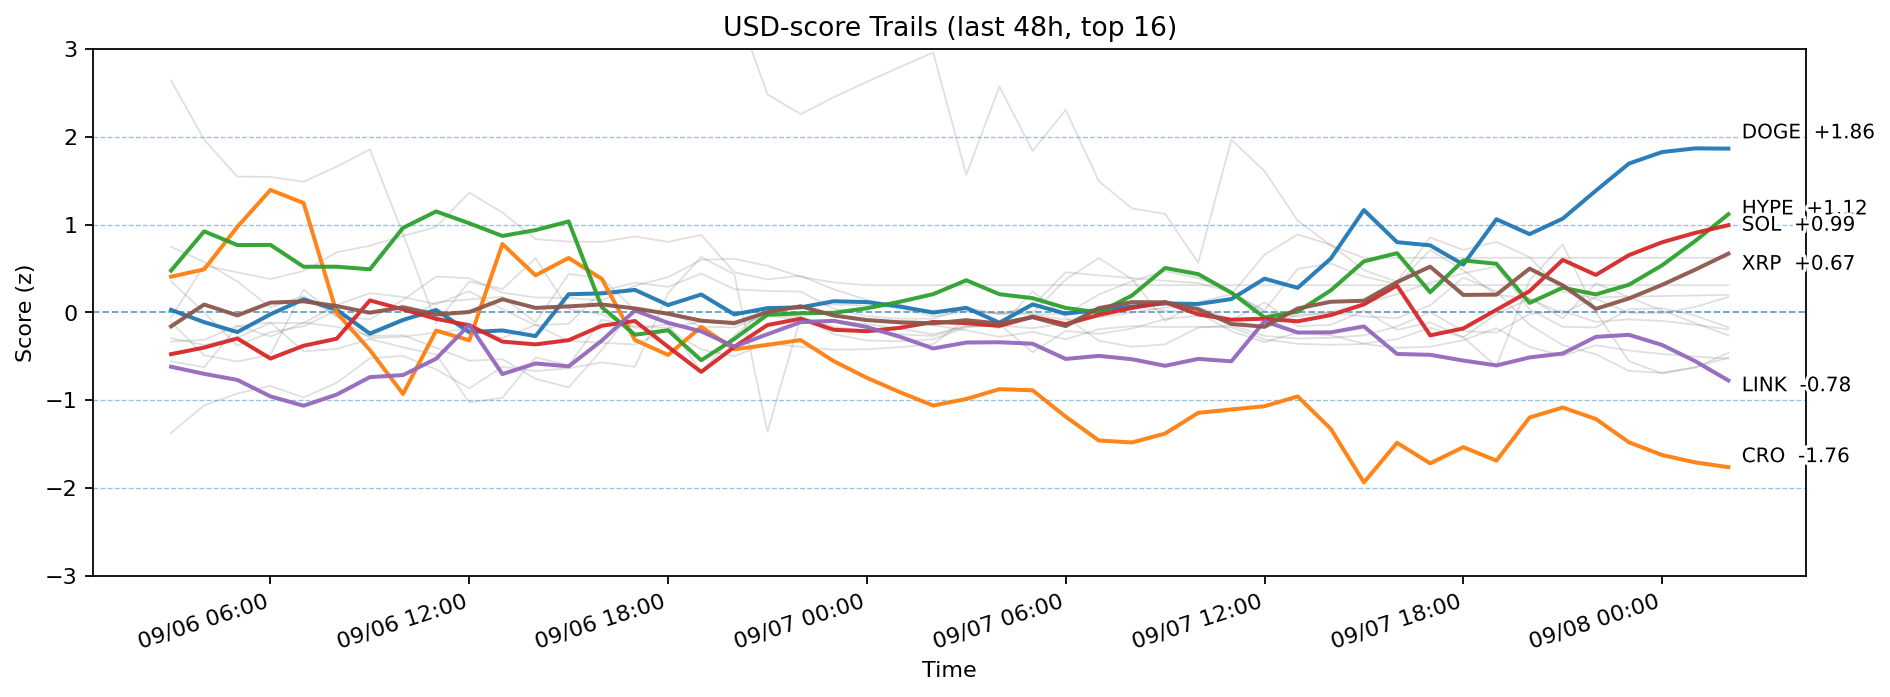 USD-score Trails (last 48h, top 16)
Score (z)
3
2
1
0
−1
−2
−3
DOGE +1.86
HYPE +1.12
SOL +0.99
XRP +0.67
LINK -0.78
CRO -1.76
09/06 06:00
09/06 12:00
09/06 18:00
09/07 00:00
09/07 06:00
09/07 12:00
09/07 18:00
09/08 00:00
Time